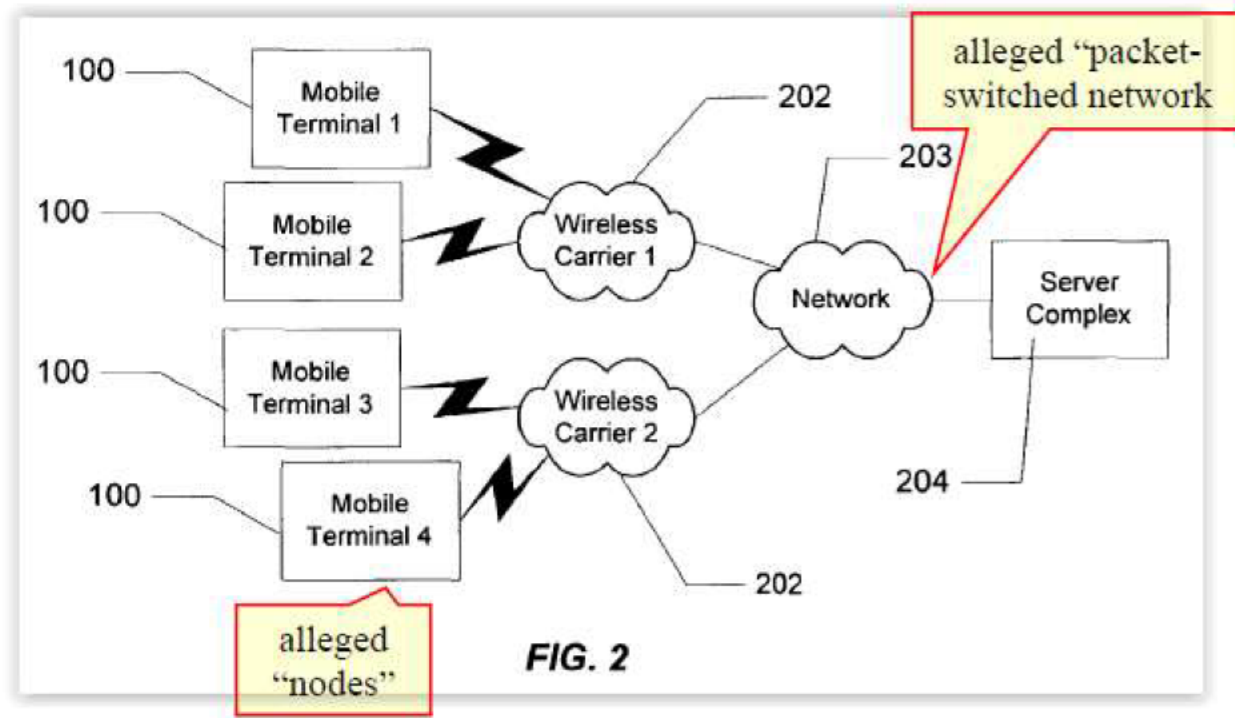 alleged “packet-
switched network
100
Mobile
Terminal 1
202
203
100
Mobile
Terminal 2
Wireless
Carrier 1
Network
Server
Complex
100
Mobile
Terminal 3
Wireless
Carrier 2
204
100
Mobile
Terminal 4
202
alleged
“nodes”
FIG. 2